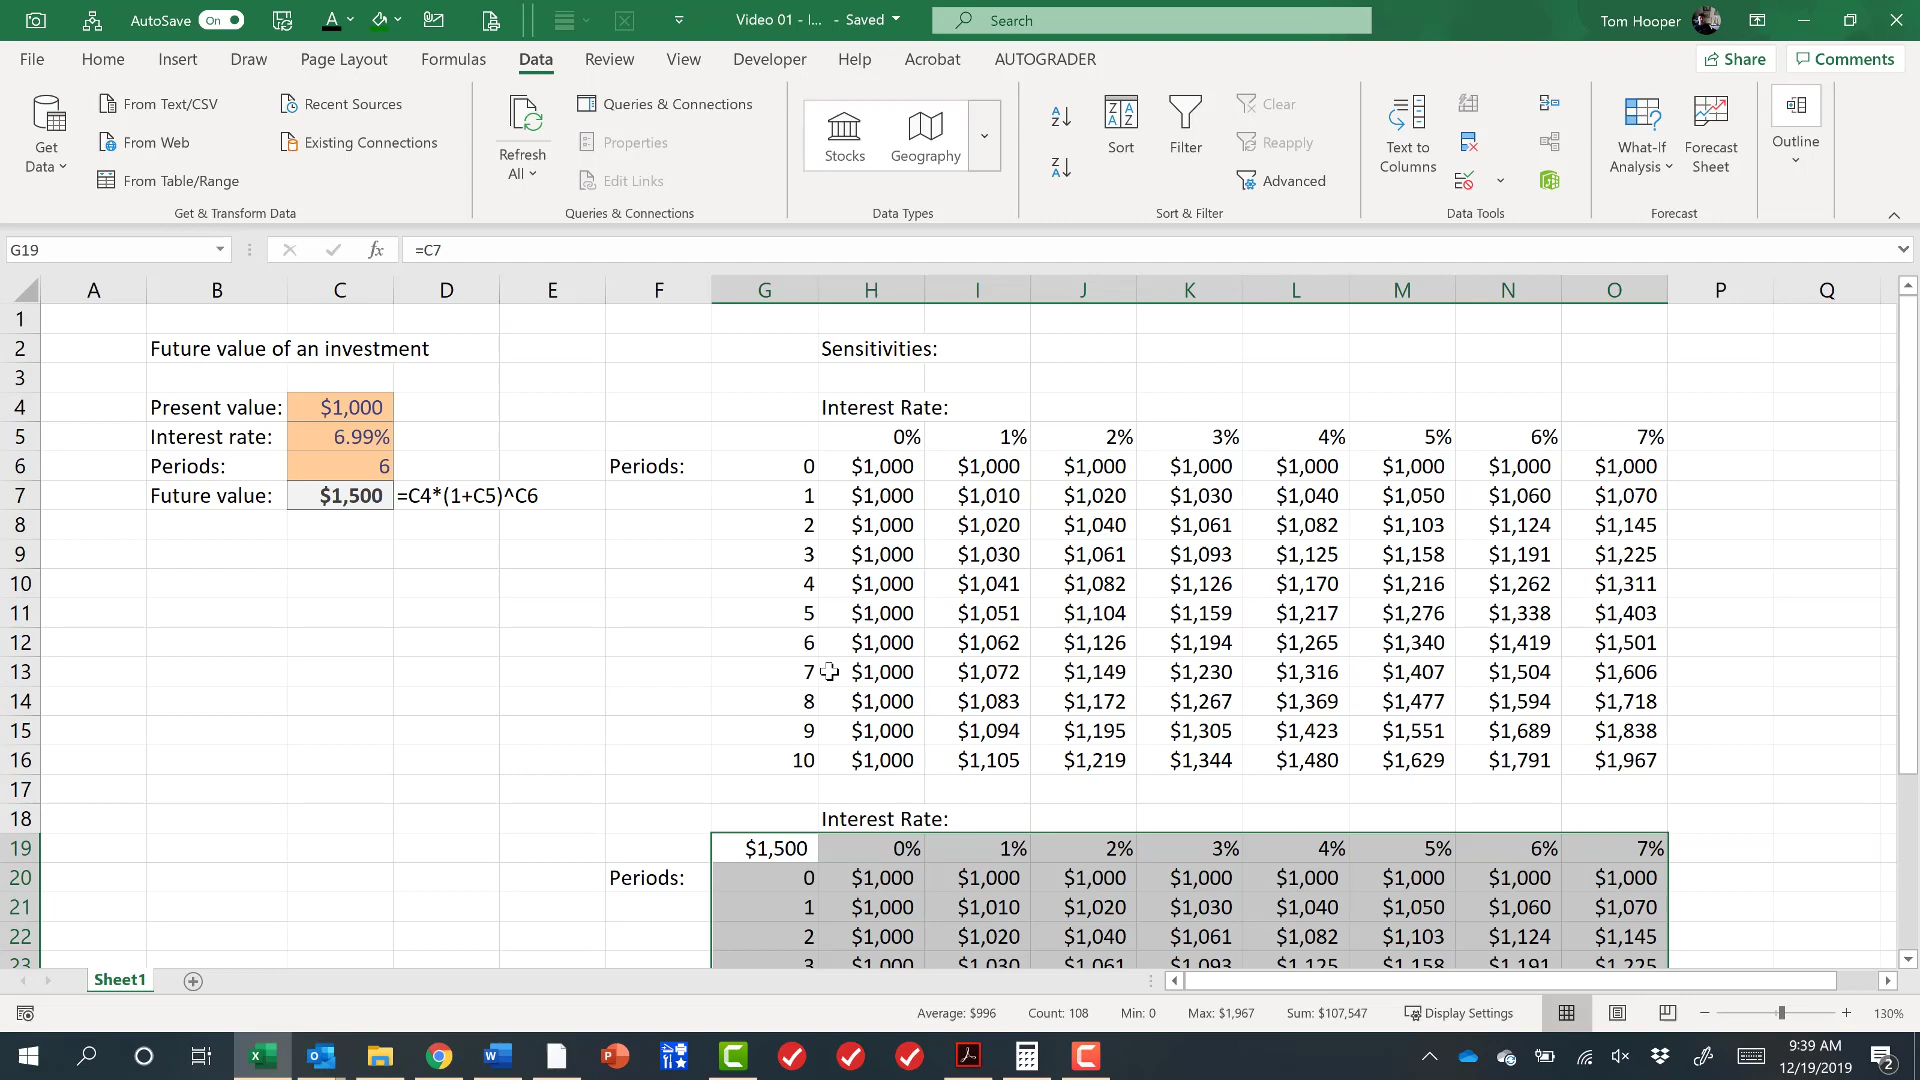 AutoSave On Video 01 - I... - Saved Search Tom Hooper
File Home Insert Draw Page Layout Formulas Data Review View Developer Help Acrobat AUTOGRADER Share Comments
Get Data
From Text/CSV
From Web
From Table/Range
Recent Sources
Existing Connections
Get & Transform Data
Refresh All
Queries & Connections
Properties
Edit Links
Queries & Connections
Stocks
Geography
Data Types
Sort
Filter
Clear
Reapply
Advanced
Sort & Filter
Text to Columns
Data Tools
What-If Analysis
Forecast Sheet
Forecast
Outline
G19 fx =C7
A B C D E F G H I J K L M N O P Q
1
2 Future value of an investment Sensitivities:
3
4 Present value: $1,000 Interest Rate:
5 Interest rate: 6.99% 0% 1% 2% 3% 4% 5% 6% 7%
6 Periods: 6 Periods: 0 $1,000 $1,000 $1,000 $1,000 $1,000 $1,000 $1,000 $1,000
7 Future value: $1,500 =C4*(1+C5)^C6 1 $1,000 $1,010 $1,020 $1,030 $1,040 $1,050 $1,060 $1,070
8 2 $1,000 $1,020 $1,040 $1,061 $1,082 $1,103 $1,124 $1,145
9 3 $1,000 $1,030 $1,061 $1,093 $1,125 $1,158 $1,191 $1,225
10 4 $1,000 $1,041 $1,082 $1,126 $1,170 $1,216 $1,262 $1,311
11 5 $1,000 $1,051 $1,104 $1,159 $1,217 $1,276 $1,338 $1,403
12 6 $1,000 $1,062 $1,126 $1,194 $1,265 $1,340 $1,419 $1,501
13 7 $1,000 $1,072 $1,149 $1,230 $1,316 $1,407 $1,504 $1,606
14 8 $1,000 $1,083 $1,172 $1,267 $1,369 $1,477 $1,594 $1,718
15 9 $1,000 $1,094 $1,195 $1,305 $1,423 $1,551 $1,689 $1,838
16 10 $1,000 $1,105 $1,219 $1,344 $1,480 $1,629 $1,791 $1,967
17
18 Interest Rate:
19 $1,500 0% 1% 2% 3% 4% 5% 6% 7%
20 Periods: 0 $1,000 $1,000 $1,000 $1,000 $1,000 $1,000 $1,000 $1,000
21 1 $1,000 $1,010 $1,020 $1,030 $1,040 $1,050 $1,060 $1,070
22 2 $1,000 $1,020 $1,040 $1,061 $1,082 $1,103 $1,124 $1,145
23 3 $1,000 $1,030 $1,061 $1,093 $1,125 $1,158 $1,191 $1,225
Sheet1
Average: $996 Count: 108 Min: 0 Max: $1,967 Sum: $107,547 Display Settings 130%
9:39 AM
12/19/2019
2